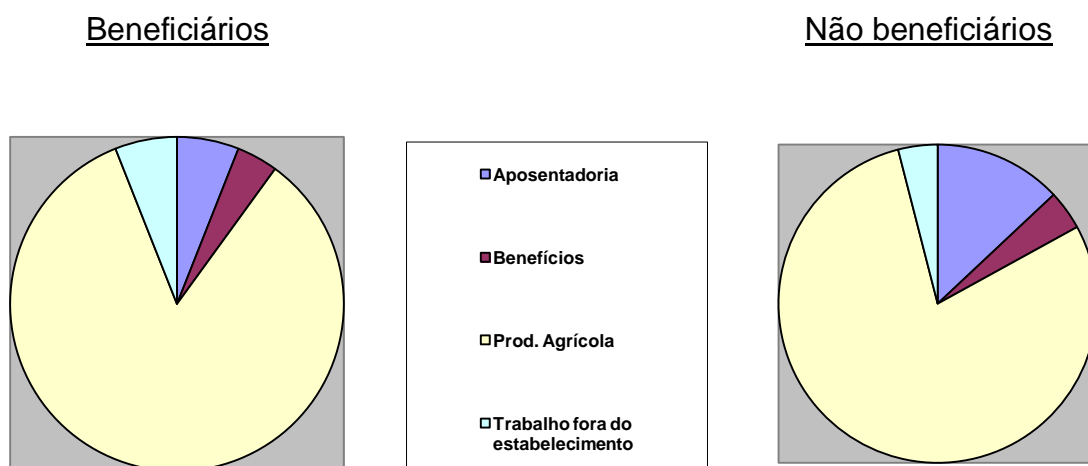 Beneficiários
Não beneficiários
Aposentadoria
Benefícios
Prod. Agrícola
Trabalho fora do
estabelecimento